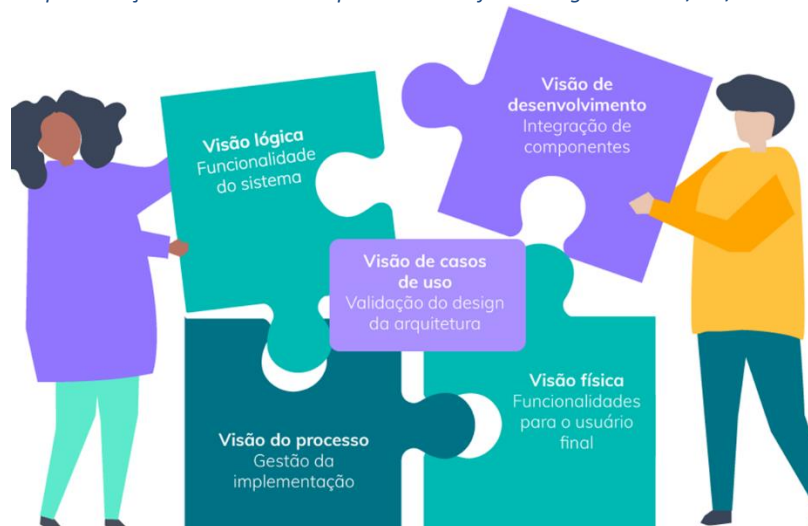 Visão lógica
Funcionalidade
do sistema
Visão de
desenvolvimento
Integração de
componentes
Visão de casos
de uso
Validação do design
da arquitetura
Visão do processo
Gestão da
implementação
Visão física
Funcionalidades
para o usuário
final